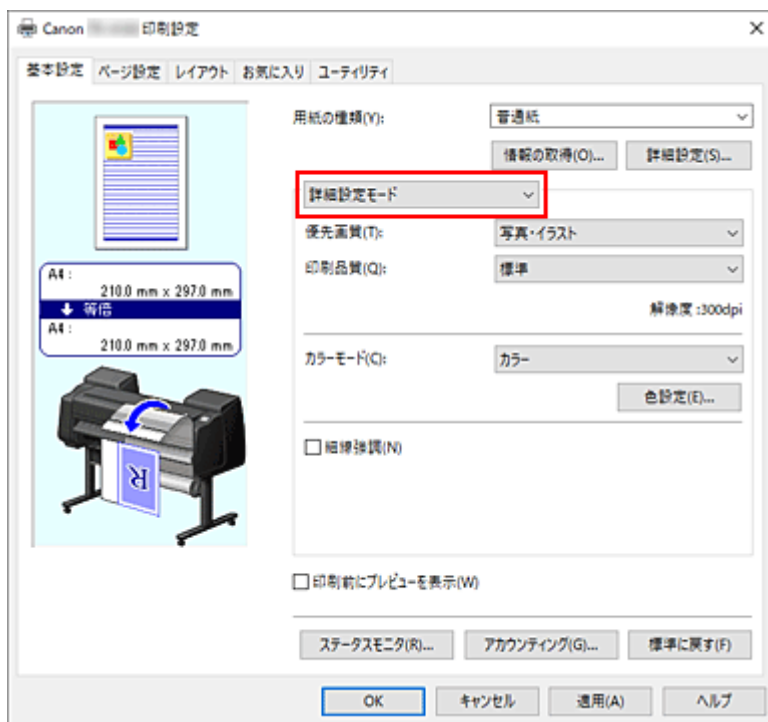 Canon 印刷設定
基本設定 ページ設定 レイアウト お気に入り ユーティリティ
用紙の種類(Y): 普通紙
情報の取得(O)... 詳細設定(S)...
詳細設定モード
優先画質(T): 写真・イラスト
印刷品質(Q): 標準
解像度 :300dpi
カラーモード(C): カラー
色設定(E)...
細線強調(N)
A4 :
210.0 mm x 297.0 mm
等倍
A4 :
210.0 mm x 297.0 mm
R
印刷前にプレビューを表示(W)
ステータスモニタ(R)... アカウンティング(G)... 標準に戻す(F)
OK キャンセル 適用(A) ヘルプ